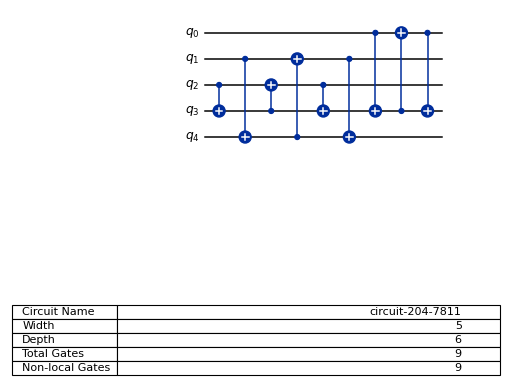 q0
q1
q2
q3
q4
Circuit Name circuit-204-7811
Width 5
Depth 6
Total Gates 9
Non-local Gates 9